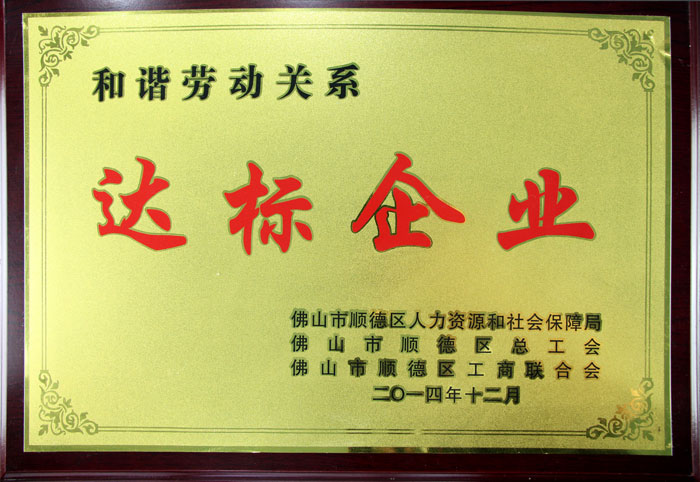 和谐劳动关系
达标企业
佛山市顺德区人力资源和社会保障局
佛山市顺德区总工会
佛山市顺德区工商联合会
二〇一四年十二月